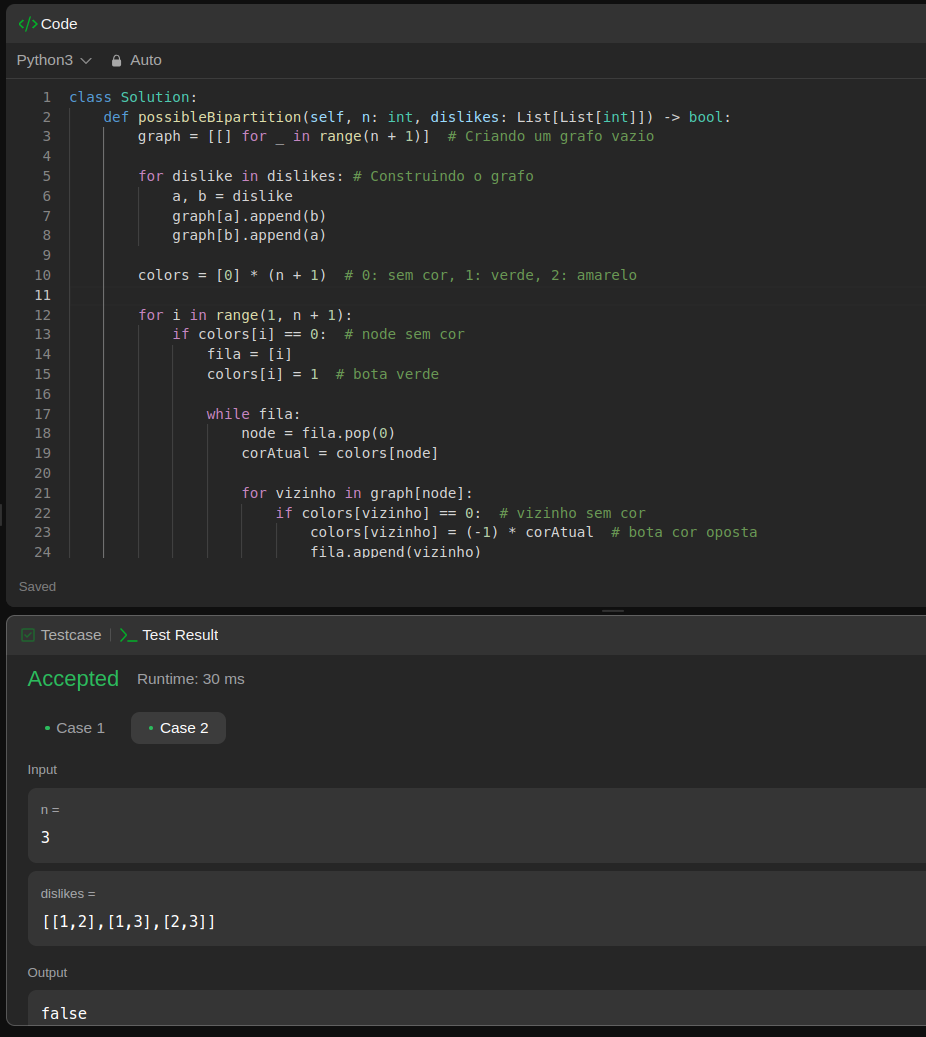 </> Code
Python3 Auto
1 class Solution:
2     def possibleBipartition(self, n: int, dislikes: List[List[int]]) -> bool:
3         graph = [[] for _ in range(n + 1)]  # Criando um grafo vazio
4
5         for dislike in dislikes: # Construindo o grafo
6             a, b = dislike
7             graph[a].append(b)
8             graph[b].append(a)
9
10         colors = [0] * (n + 1)  # 0: sem cor, 1: verde, 2: amarelo
11
12         for i in range(1, n + 1):
13             if colors[i] == 0:  # node sem cor
14                 fila = [i]
15                 colors[i] = 1  # bota verde
16
17                 while fila:
18                     node = fila.pop(0)
19                     corAtual = colors[node]
20
21                     for vizinho in graph[node]:
22                         if colors[vizinho] == 0:  # vizinho sem cor
23                             colors[vizinho] = (-1) * corAtual  # bota cor oposta
24                             fila.append(vizinho)
Saved
Testcase | >_ Test Result
Accepted Runtime: 30 ms
• Case 1 • Case 2
Input
n =
3
dislikes =
[[1,2],[1,3],[2,3]]
Output
false